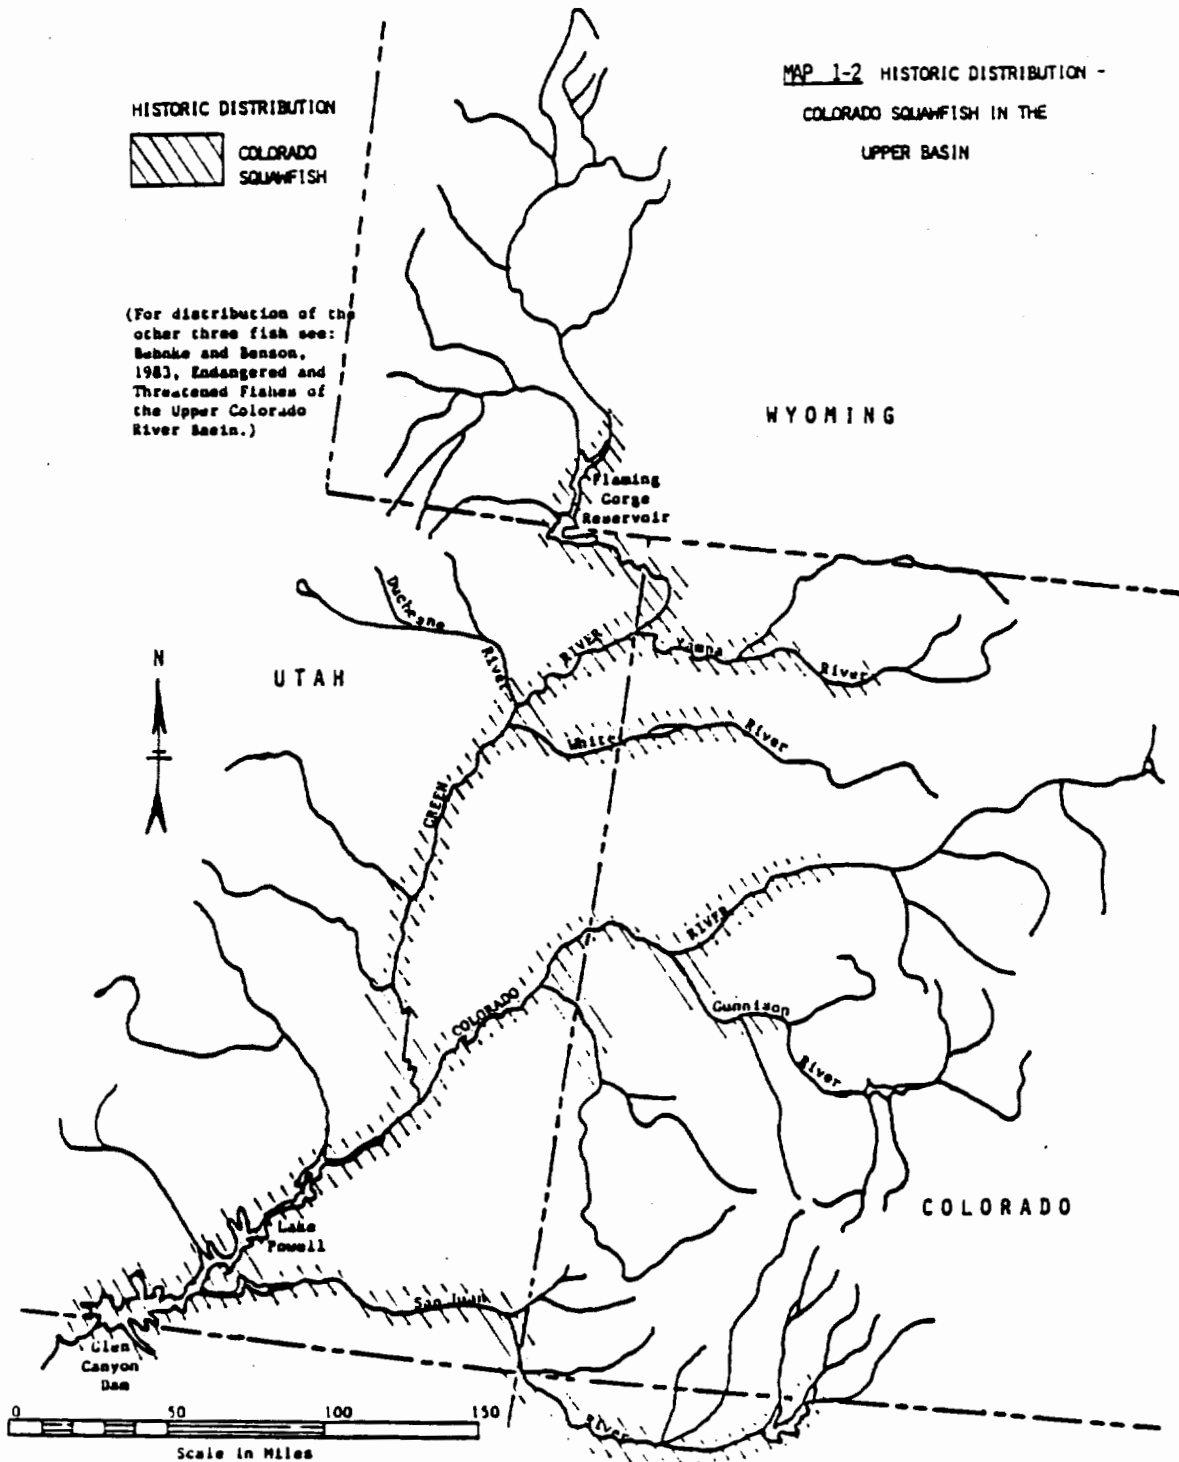 MAP 1-2 HISTORIC DISTRIBUTION -
COLORADO SQUAWFISH IN THE
UPPER BASIN
HISTORIC DISTRIBUTION
COLORADO
SQUAWFISH
(For distribution of the
other three fish see:
Behnke and Benson,
1983, Endangered and
Threatened Fishes of
the Upper Colorado
River Basin.)
WYOMING
Flaming
Gorge
Reservoir
Duchesne
River
RIVER
Yampa
River
N
UTAH
White
River
GREEN
RIVER
COLORADO
Gunnison
River
COLORADO
Lake
Powell
San Juan
Glen
Canyon
Dam
River
0 50 100 150
Scale in Miles